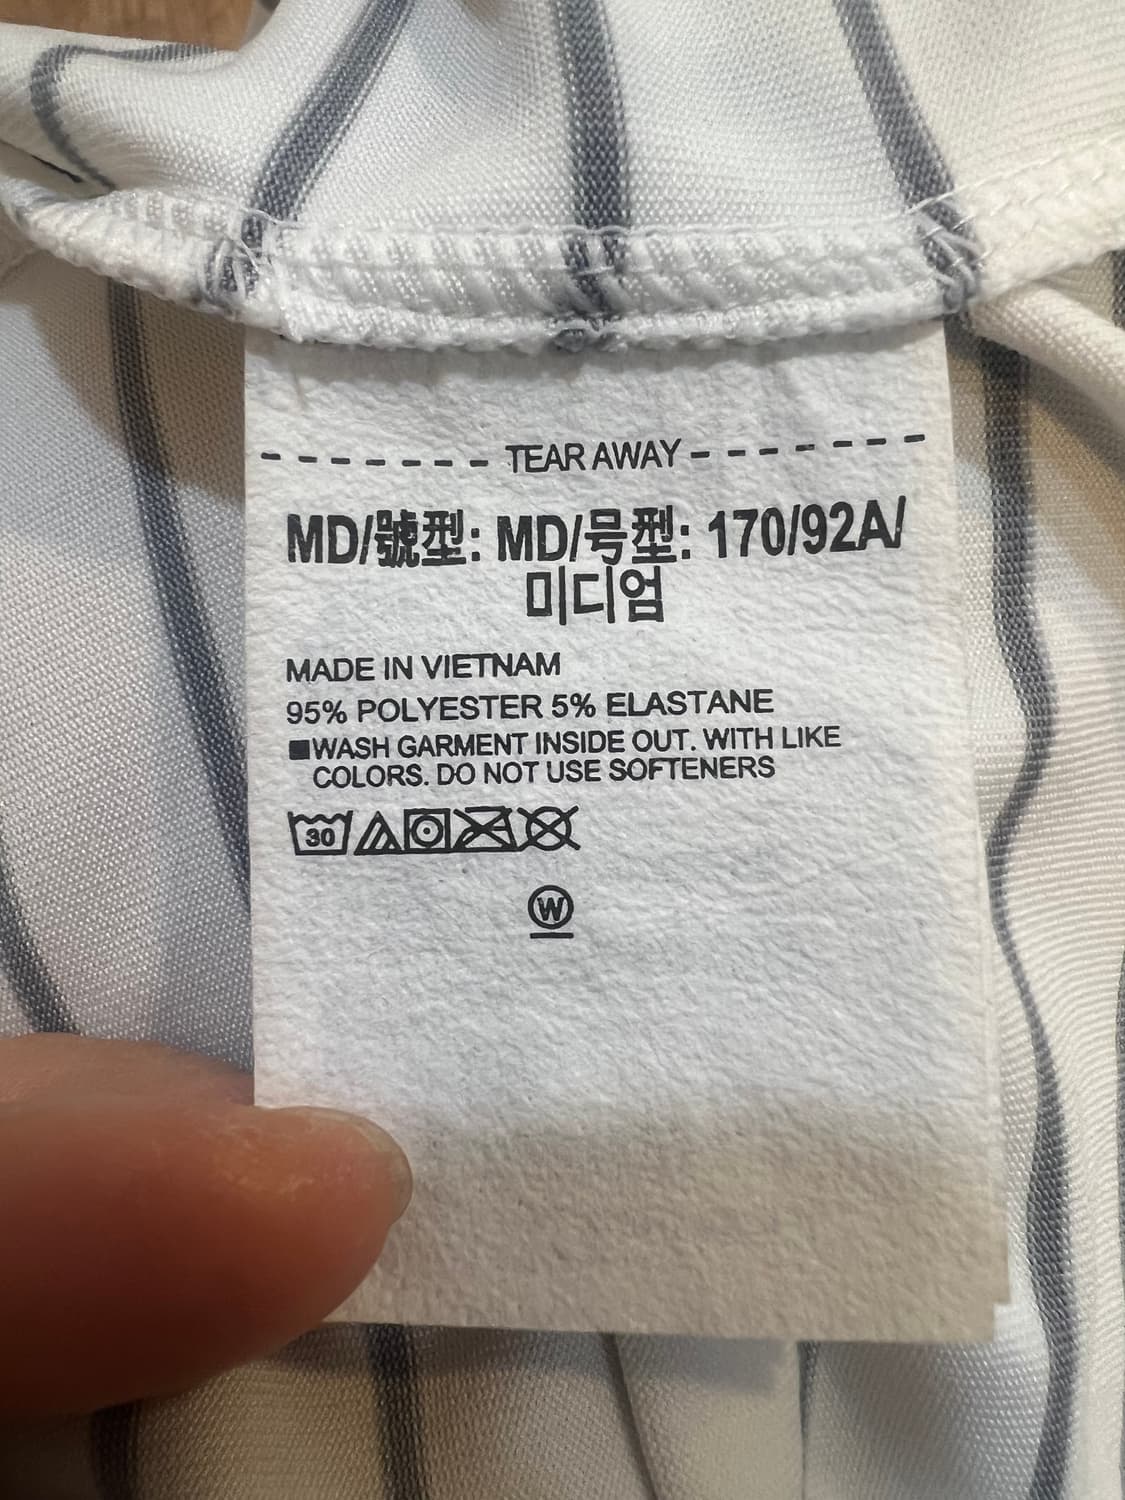 TEAR AWAY
MD/號型: MD/号型: 170/92A/
미디엄
MADE IN VIETNAM
95% POLYESTER 5% ELASTANE
■WASH GARMENT INSIDE OUT. WITH LIKE
COLORS. DO NOT USE SOFTENERS
30
W